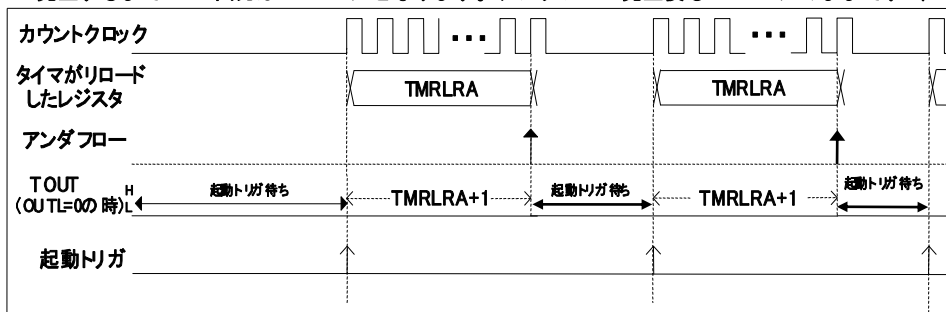 カウントクロック
タイマがリロード
したレジスタ
TMRLRA
TMRLRA
アンダフロー
TOUT
(OUTL=0の時)
H
L
起動トリガ待ち
TMRLRA+1
起動トリガ待ち
TMRLRA+1
起動トリガ待ち
起動トリガ